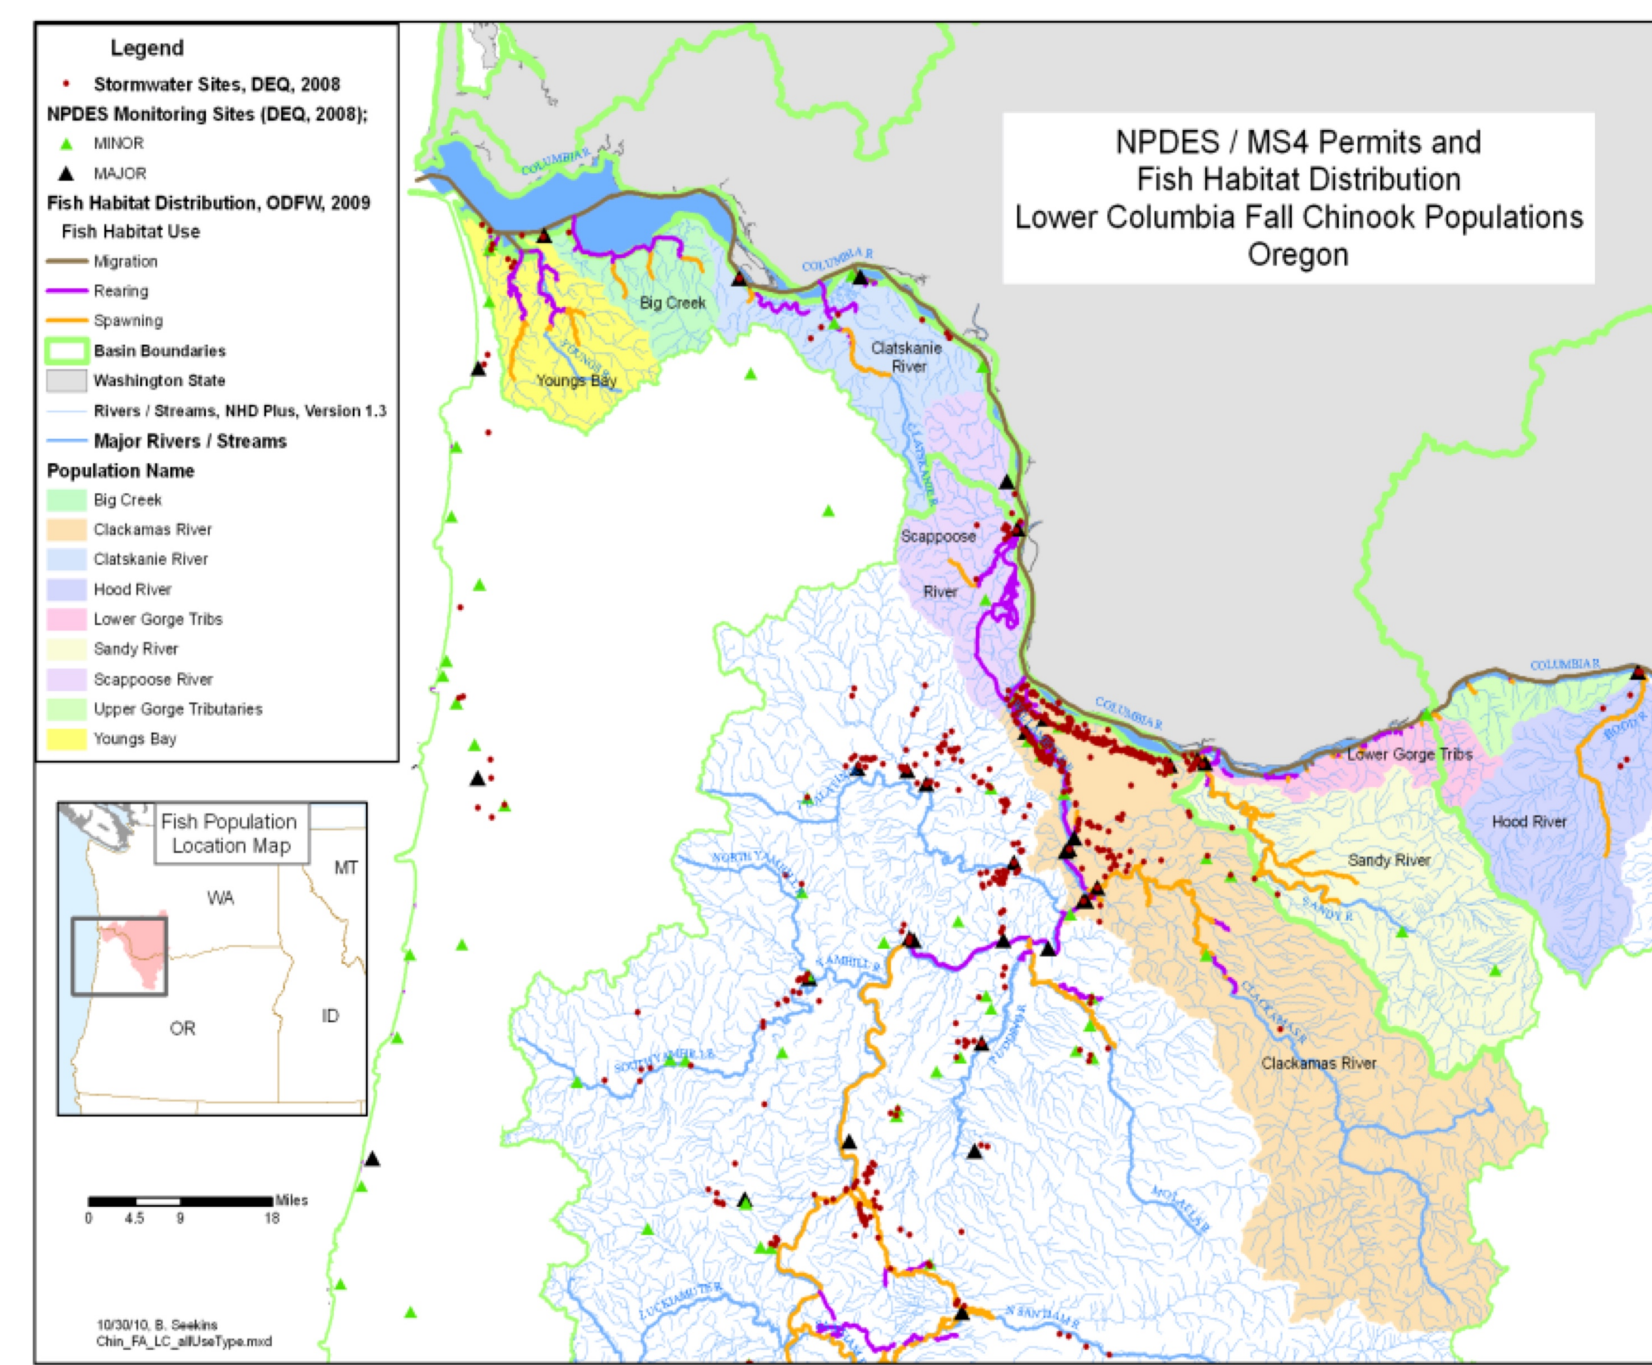 Legend
Stormwater Sites, DEQ, 2008
NPDES Monitoring Sites (DEQ, 2008);
MINOR
MAJOR
Fish Habitat Distribution, ODFW, 2009
Fish Habitat Use
Migration
Rearing
Spawning
Basin Boundaries
Washington State
Rivers / Streams, NHD Plus, Version 1.3
Major Rivers / Streams
Population Name
Big Creek
Clackamas River
Clatskanie River
Hood River
Lower Gorge Tribs
Sandy River
Scappoose River
Upper Gorge Tributaries
Youngs Bay
NPDES / MS4 Permits and
Fish Habitat Distribution
Lower Columbia Fall Chinook Populations
Oregon
COLUMBIA R
COLUMBIA R
Big Creek
Clatskanie
River
YOUNGS R
Youngs Bay
CLATSKANIE R
Scappoose
River
COLUMBIA R
COLUMBIA R
HOOD R
Lower Gorge Tribs
Hood River
Sandy River
SANDY R
NORTH YAMHILL R
YAMHILL R
SOUTH YAMHILL R
PUDDING R
CLACKAMAS R
Clackamas River
MOLALLA R
LUCKIAMUTE R
N SANTIAM R
Fish Population
Location Map
WA
MT
OR
ID
Miles
0 4.5 9 18
10/30/10, B. Seekins
Chin_FA_LC_allUseType.mxd